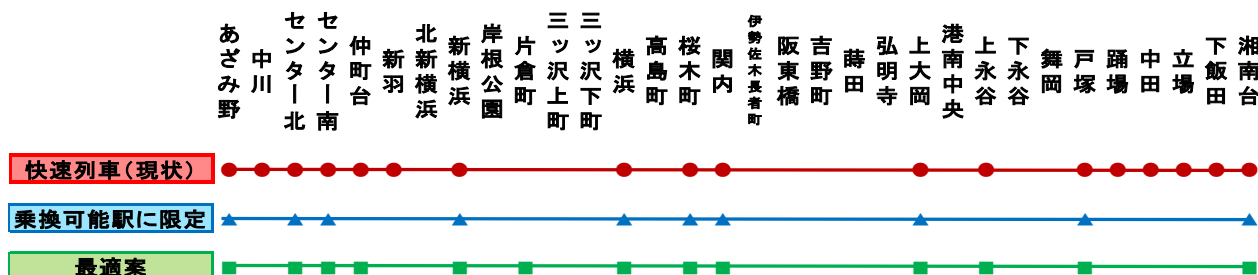 あざみ野
中川
センター北
センター南
仲町台
新羽
北新横浜
新横浜
岸根公園
片倉町
三ッ沢上町
三ッ沢下町
横浜
高島町
桜木町
関内
伊勢佐木長者町
阪東橋
吉野町
蒔田
弘明寺
上大岡
港南中央
上永谷
下永谷
舞岡
戸塚
踊場
中田
立場
下飯田
湘南台
快速列車（現状）
乗換可能駅に限定
最適案